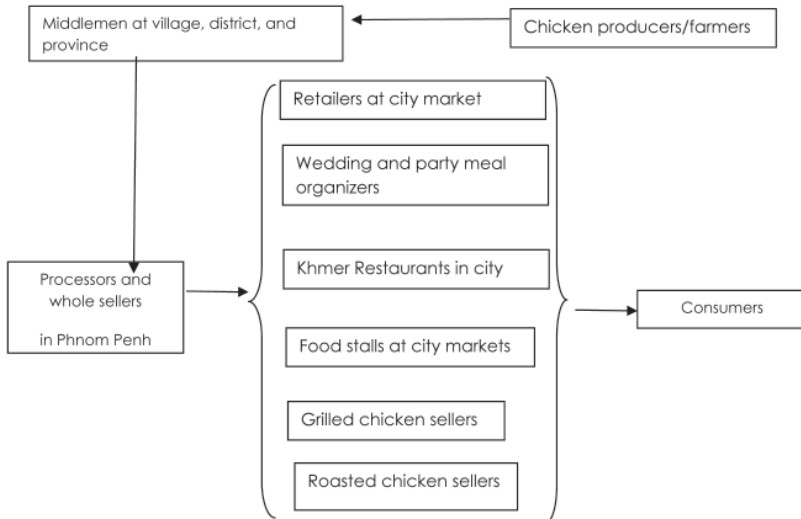 Middlemen at village, district, and
province
Chicken producers/farmers
Retailers at city market
Wedding and party meal
organizers
Khmer Restaurants in city
Processors and
whole sellers
in Phnom Penh
Consumers
Food stalls at city markets
Grilled chicken sellers
Roasted chicken sellers